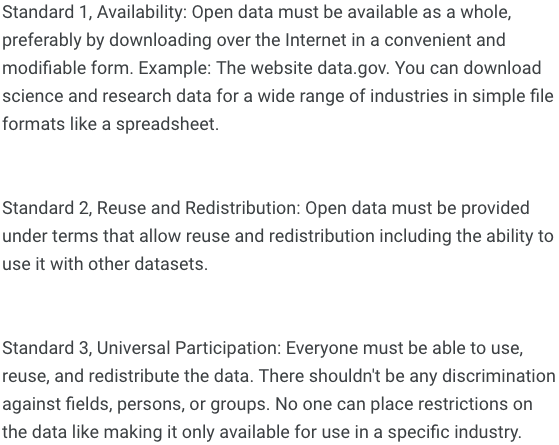 Standard 1, Availability: Open data must be available as a whole,
preferably by downloading over the Internet in a convenient and
modifiable form. Example: The website data.gov. You can download
science and research data for a wide range of industries in simple file
formats like a spreadsheet.
Standard 2, Reuse and Redistribution: Open data must be provided
under terms that allow reuse and redistribution including the ability to
use it with other datasets.
Standard 3, Universal Participation: Everyone must be able to use,
reuse, and redistribute the data. There shouldn't be any discrimination
against fields, persons, or groups. No one can place restrictions on
the data like making it only available for use in a specific industry.